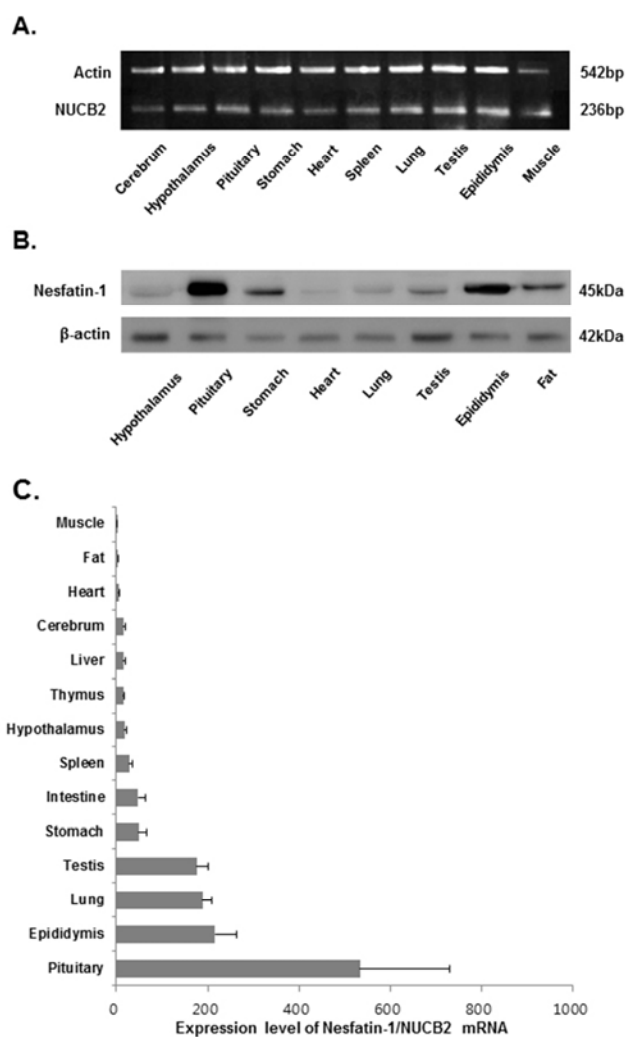 A.
Actin 542bp
NUCB2 236bp
Cerebrum Hypothalamus Pituitary Stomach Heart Spleen Lung Testis Epididymis Muscle
B.
Nesfatin-1 45kDa
β-actin 42kDa
Hypothalamus Pituitary Stomach Heart Lung Testis Epididymis Fat
C.
Muscle
Fat
Heart
Cerebrum
Liver
Thymus
Hypothalamus
Spleen
Intestine
Stomach
Testis
Lung
Epididymis
Pituitary
0 200 400 600 800 1000
Expression level of Nesfatin-1/NUCB2 mRNA